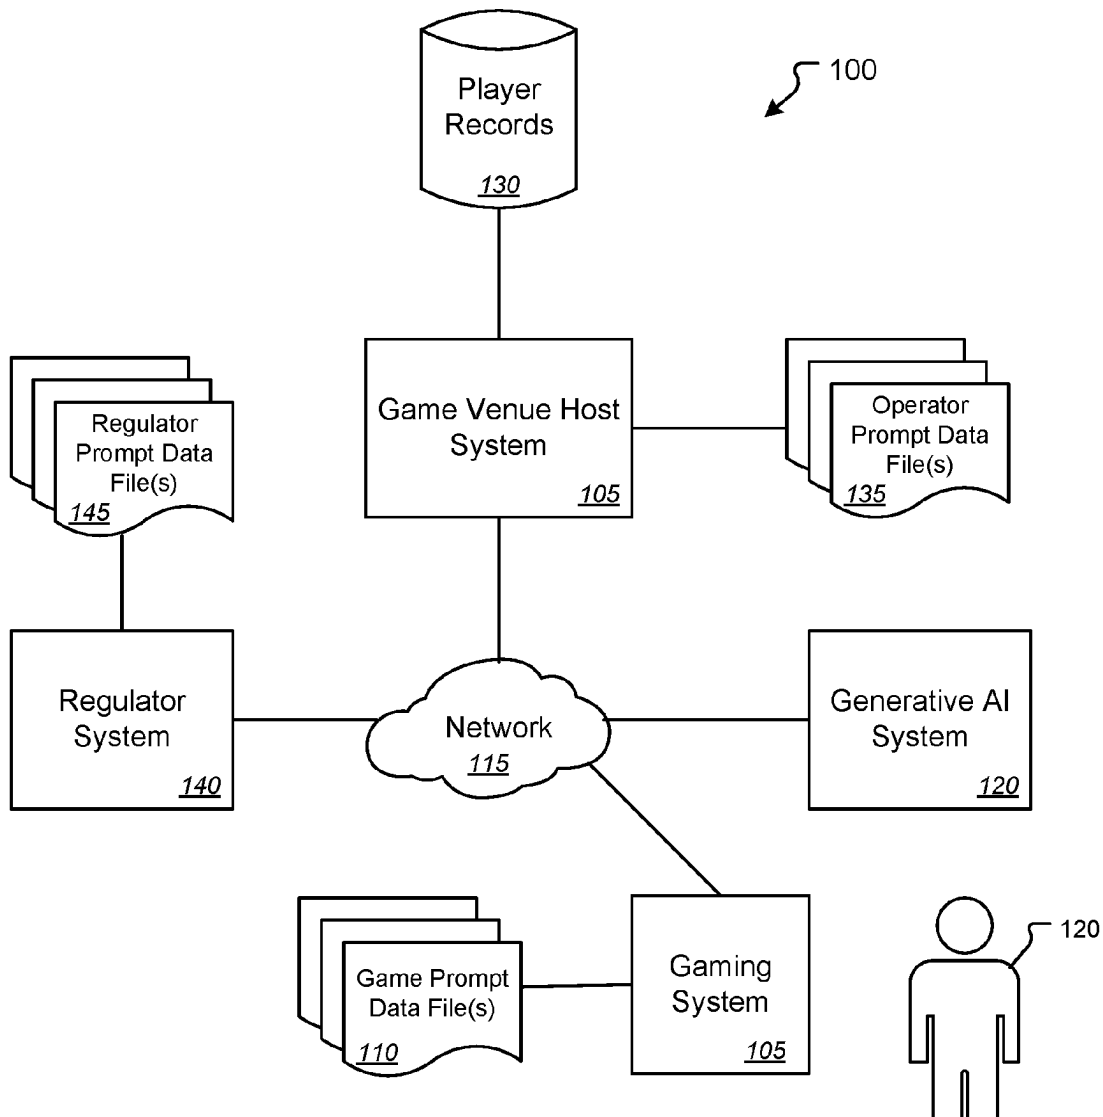 Player
Records
130
100
Regulator
Prompt Data
File(s)
145
Game Venue Host
System
105
Operator
Prompt Data
File(s)
135
Regulator
System
140
Network
115
Generative AI
System
120
Game Prompt
Data File(s)
110
Gaming
System
105
120